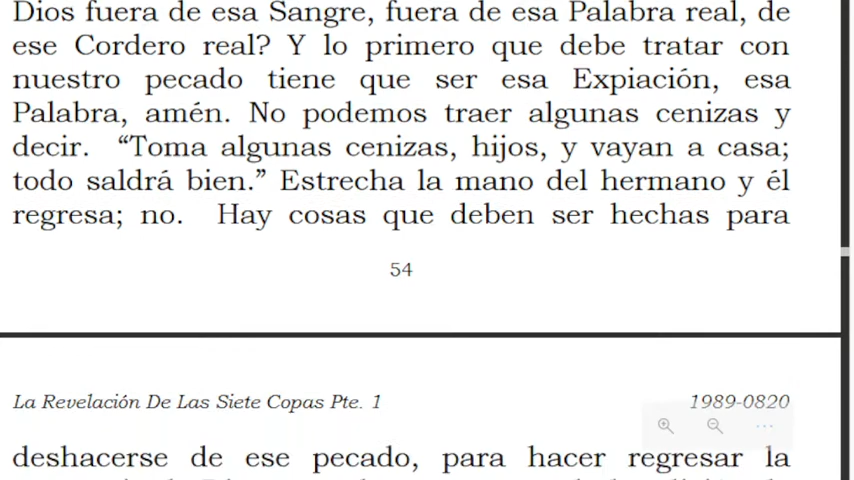 Dios fuera de esa Sangre, fuera de esa Palabra real, de
ese Cordero real? Y lo primero que debe tratar con
nuestro pecado tiene que ser esa Expiación, esa
Palabra, amén. No podemos traer algunas cenizas y
decir. “Toma algunas cenizas, hijos, y vayan a casa;
todo saldrá bien.” Estrecha la mano del hermano y él
regresa; no. Hay cosas que deben ser hechas para
54
La Revelación De Las Siete Copas Pte. 1 1989-0820
deshacerse de ese pecado, para hacer regresar la